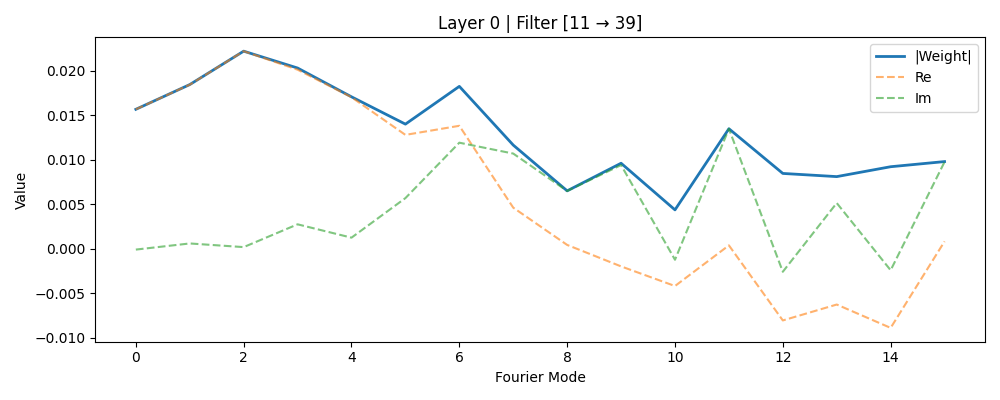 Layer 0 | Filter [11 → 39]
|Weight|
Re
Im
Value
0.020
0.015
0.010
0.005
0.000
−0.005
−0.010
0 2 4 6 8 10 12 14
Fourier Mode